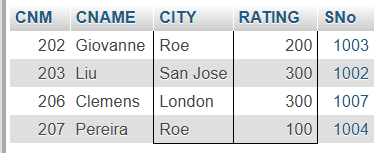 CNM CNAME CITY RATING SNo
202 Giovanne Roe 200 1003
203 Liu San Jose 300 1002
206 Clemens London 300 1007
207 Pereira Roe 100 1004